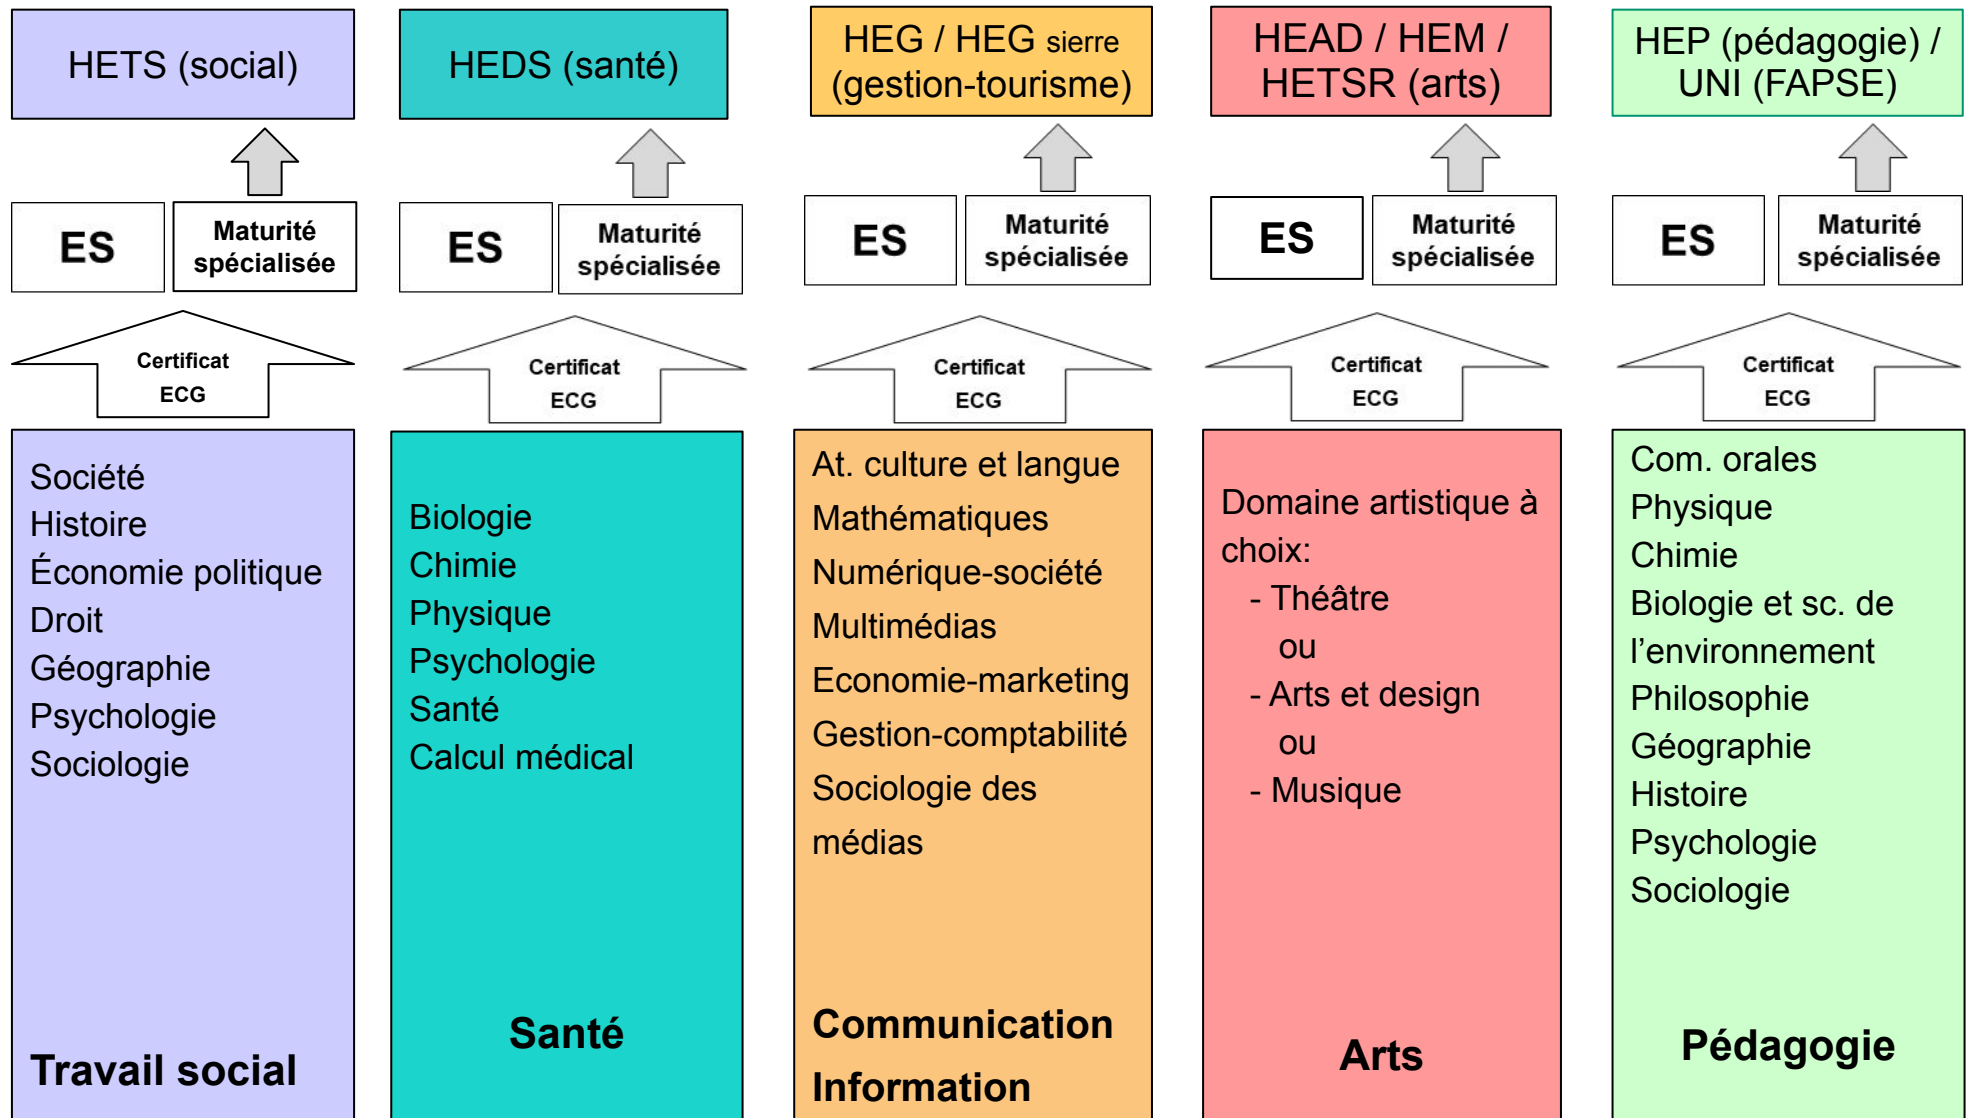 HETS (social)
HEDS (santé)
HEG / HEG sierre
(gestion-tourisme)
HEAD / HEM /
HETSR (arts)
HEP (pédagogie) /
UNI (FAPSE)
ES
Maturité
spécialisée
ES
Maturité
spécialisée
ES
Maturité
spécialisée
ES
Maturité
spécialisée
ES
Maturité
spécialisée
Certificat
ECG
Certificat
ECG
Certificat
ECG
Certificat
ECG
Certificat
ECG
Société
Histoire
Économie politique
Droit
Géographie
Psychologie
Sociologie
Travail social
Biologie
Chimie
Physique
Psychologie
Santé
Calcul médical
Santé
At. culture et langue
Mathématiques
Numérique-société
Multimédias
Economie-marketing
Gestion-comptabilité
Sociologie des
médias
Communication
Information
Domaine artistique à
choix:
- Théâtre
ou
- Arts et design
ou
- Musique
Arts
Com. orales
Physique
Chimie
Biologie et sc. de
l’environnement
Philosophie
Géographie
Histoire
Psychologie
Sociologie
Pédagogie